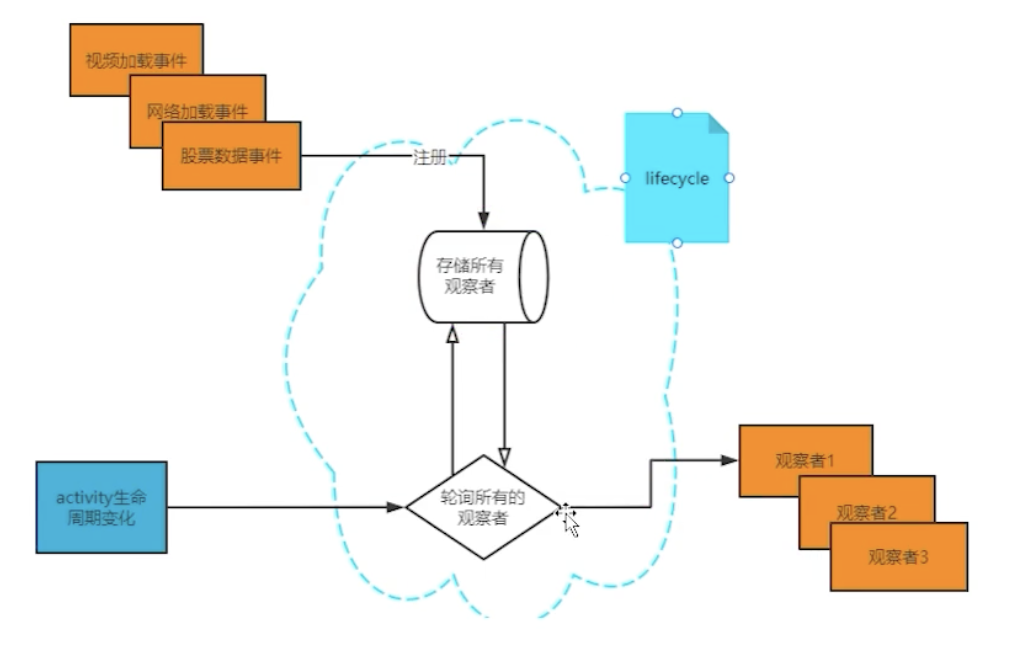 视频加载事件
网络加载事件
股票数据事件
注册
lifecycle
存储所有
观察者
activity生命
周期变化
轮询所有的
观察者
观察者1
观察者2
观察者3